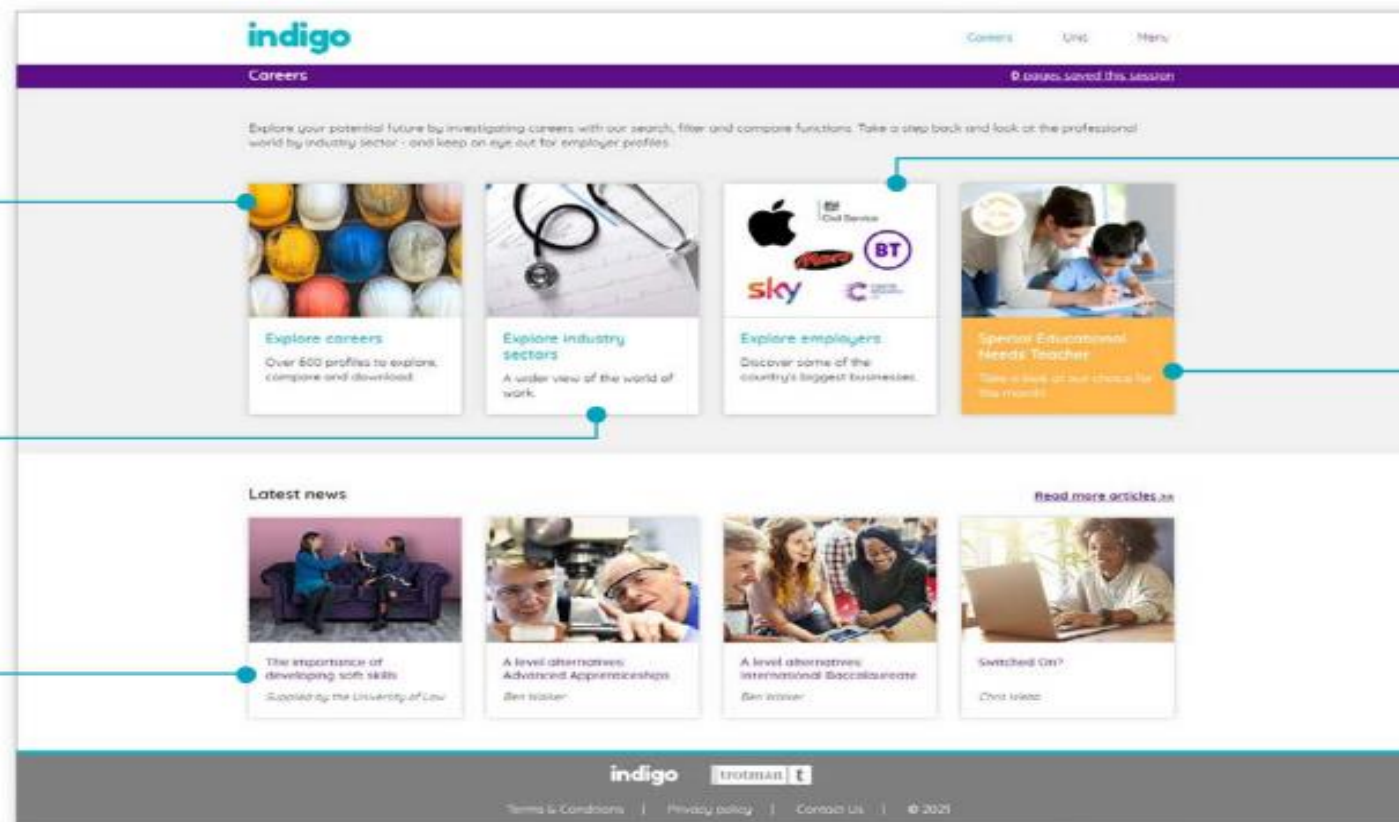 indigo
Careers Unis Menu
Careers
0 pages saved this session
Explore your potential future by investigating careers with our search, filter and compare functions. Take a step back and look at the professional
world by industry sector - and keep an eye out for employer profiles.
Civil Service
Mars
BT
sky
Explore careers
Over 600 profiles to explore,
compare and download.
Explore industry
sectors
A wider view of the world of
work.
Explore employers
Discover some of the
country's biggest businesses.
Special Educational
Needs Teacher
Take a look at our choice for
the month.
Latest news
Read more articles >>
The importance of
developing soft skills
Supplied by the University of Law
A level alternatives:
Advanced Apprenticeships
Ben Walker
A level alternatives:
International Baccalaureate
Ben Walker
Switched On?
Chris Webb
indigo
trotman t
Terms & Conditions | Privacy policy | Contact Us | © 2021